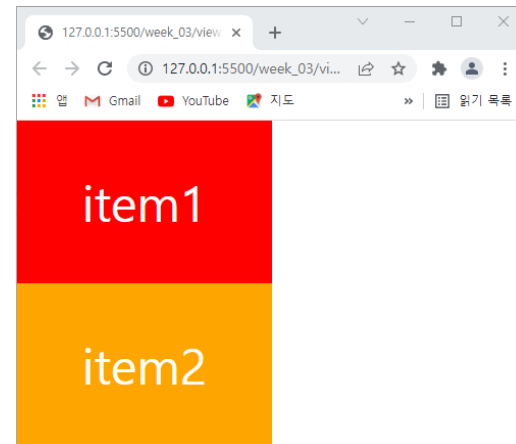 127.0.0.1:5500/week_03/view
127.0.0.1:5500/week_03/vi...
앱 Gmail YouTube 지도 » 읽기 목록
item1
item2